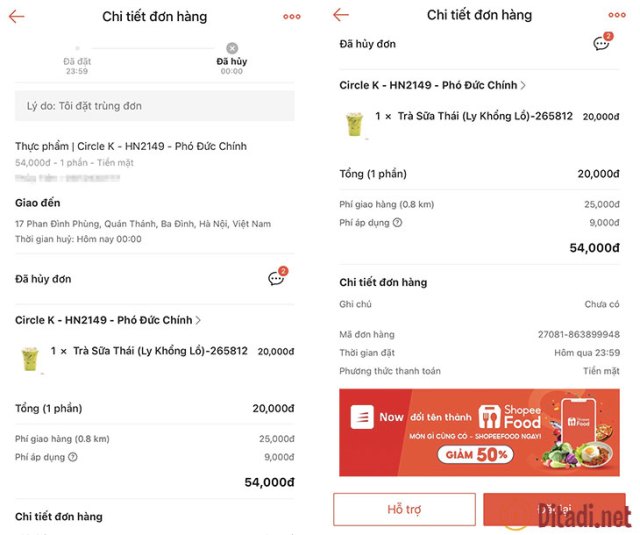 Chi tiết đơn hàng
Đã đặt
23:59
Đã hủy
00:00
Lý do: Tôi đặt trùng đơn
Thực phẩm | Circle K - HN2149 - Phó Đức Chính
54,000đ - 1 phần - Tiền mặt
Giao đến
17 Phan Đình Phùng, Quán Thánh, Ba Đình, Hà Nội, Việt Nam
Thời gian huỷ: Hôm nay 00:00
Đã hủy đơn
2
Circle K - HN2149 - Phó Đức Chính
1 × Trà Sữa Thái (Ly Khổng Lồ)-265812 20,000đ
Tổng (1 phần) 20,000đ
Phí giao hàng (0.8 km) 25,000đ
Phí áp dụng ? 9,000đ
54,000đ
Chi tiết đơn hàng
Chi tiết đơn hàng
Đã hủy đơn
2
Circle K - HN2149 - Phó Đức Chính
1 × Trà Sữa Thái (Ly Khổng Lồ)-265812 20,000đ
Tổng (1 phần) 20,000đ
Phí giao hàng (0.8 km) 25,000đ
Phí áp dụng ? 9,000đ
54,000đ
Chi tiết đơn hàng
Ghi chú Chưa có
Mã đơn hàng 27081-863899948
Thời gian đặt Hôm qua 23:59
Phương thức thanh toán Tiền mặt
Now đổi tên thành Shopee Food
MÓN GÌ CŨNG CÓ - SHOPEEFOOD NGAY!
GIẢM 50%
Shopee Food
Hỗ trợ
lại
Ditadi.net